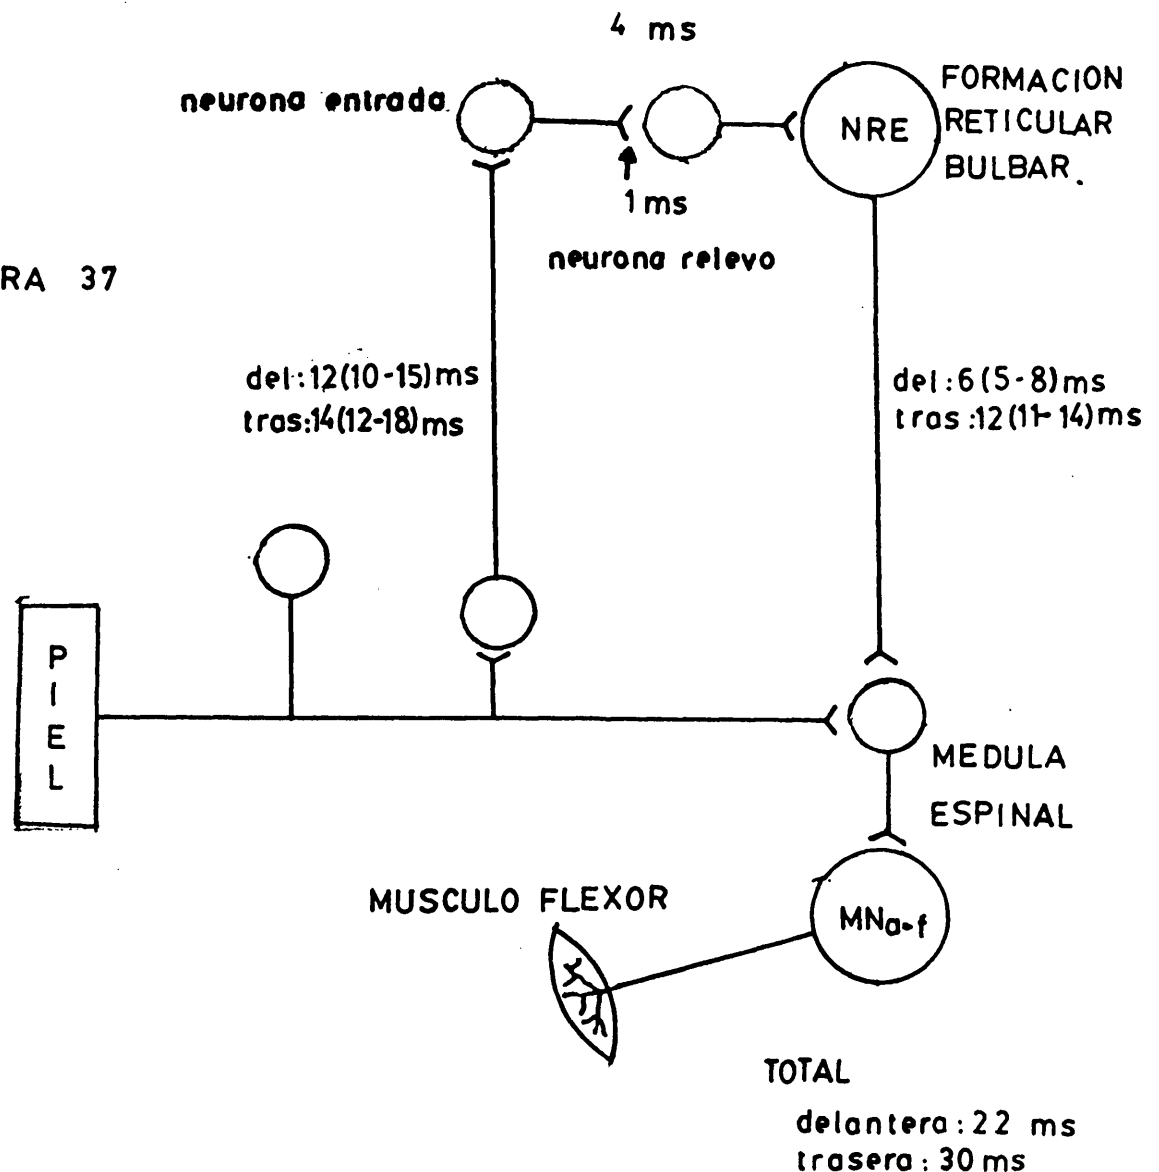 4 ms
neurona entrada
FORMACION
RETICULAR
BULBAR.
NRE
1 ms
neurona relevo
RA 37
del:12(10-15)ms
tras:14(12-18)ms
del:6(5-8)ms
tras:12(11-14)ms
PIEL
MEDULA
ESPINAL
MUSCULO FLEXOR
MNa-f
TOTAL
delantera: 22 ms
trasera: 30 ms